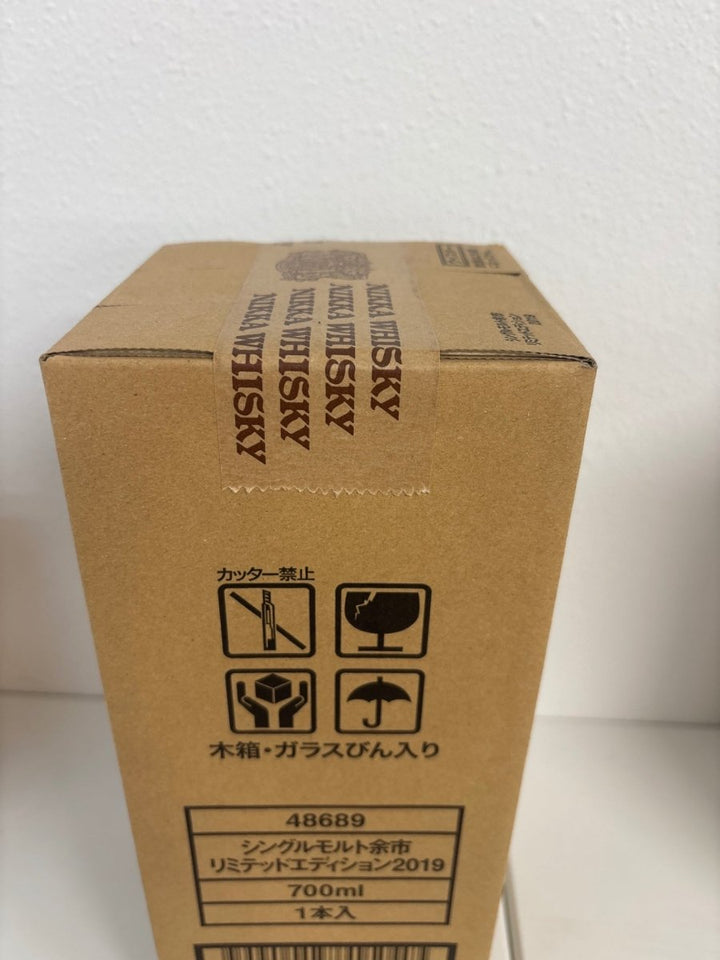 NIKKA WHISKY
NIKKA WHISKY
NIKKA WHISKY
NIKKA WHISKY
カッター禁止
木箱・ガラスびん入り
48689
シングルモルト余市
リミテッドエディション2019
700ml
1本入